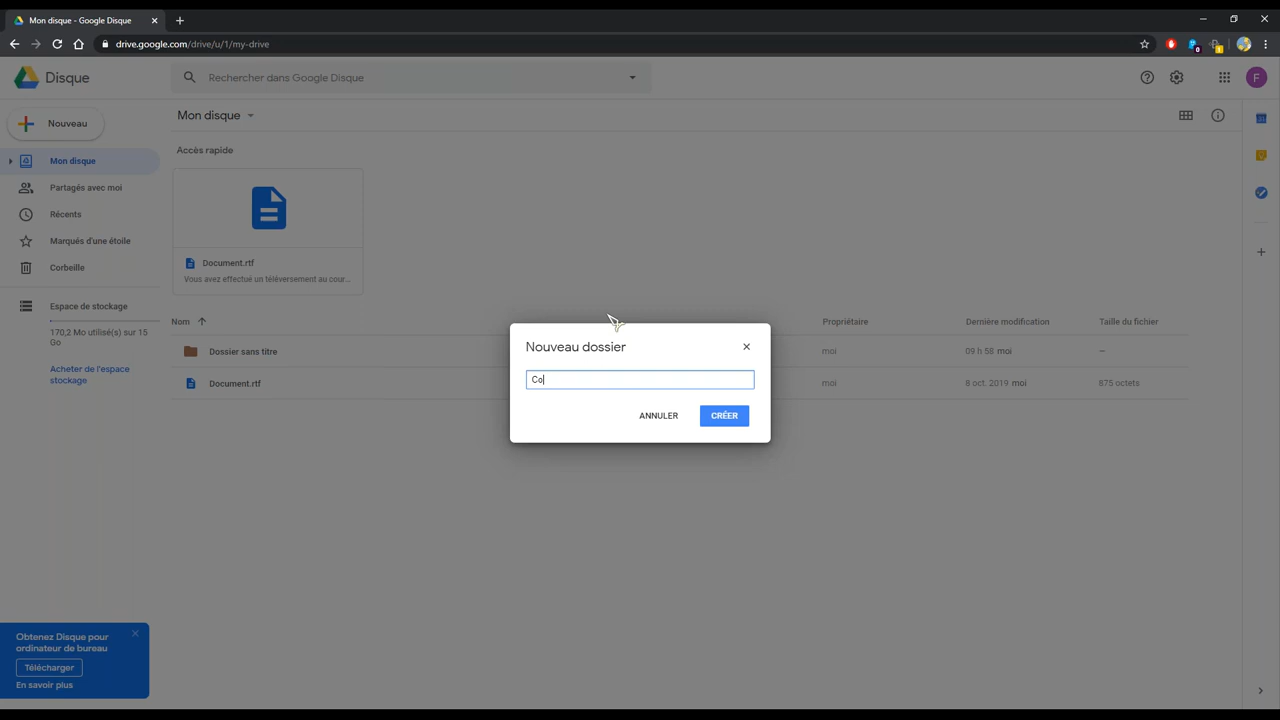 Mon disque - Google Disque
drive.google.com/drive/u/1/my-drive
0
1
Disque
Rechercher dans Google Disque
F
Nouveau
Mon disque
Mon disque
Partagés avec moi
Récents
Marqués d'une étoile
Corbeille
Espace de stockage
170,2 Mo utilisé(s) sur 15
Go
Acheter de l'espace
stockage
Accès rapide
Document.rtf
Vous avez effectué un téléversement au cour...
Nom
Propriétaire
Dernière modification
Taille du fichier
Dossier sans titre
moi
09 h 58 moi
–
Document.rtf
moi
8 oct. 2019 moi
875 octets
Nouveau dossier
Co
ANNULER
CRÉER
Obtenez Disque pour
ordinateur de bureau
Télécharger
En savoir plus